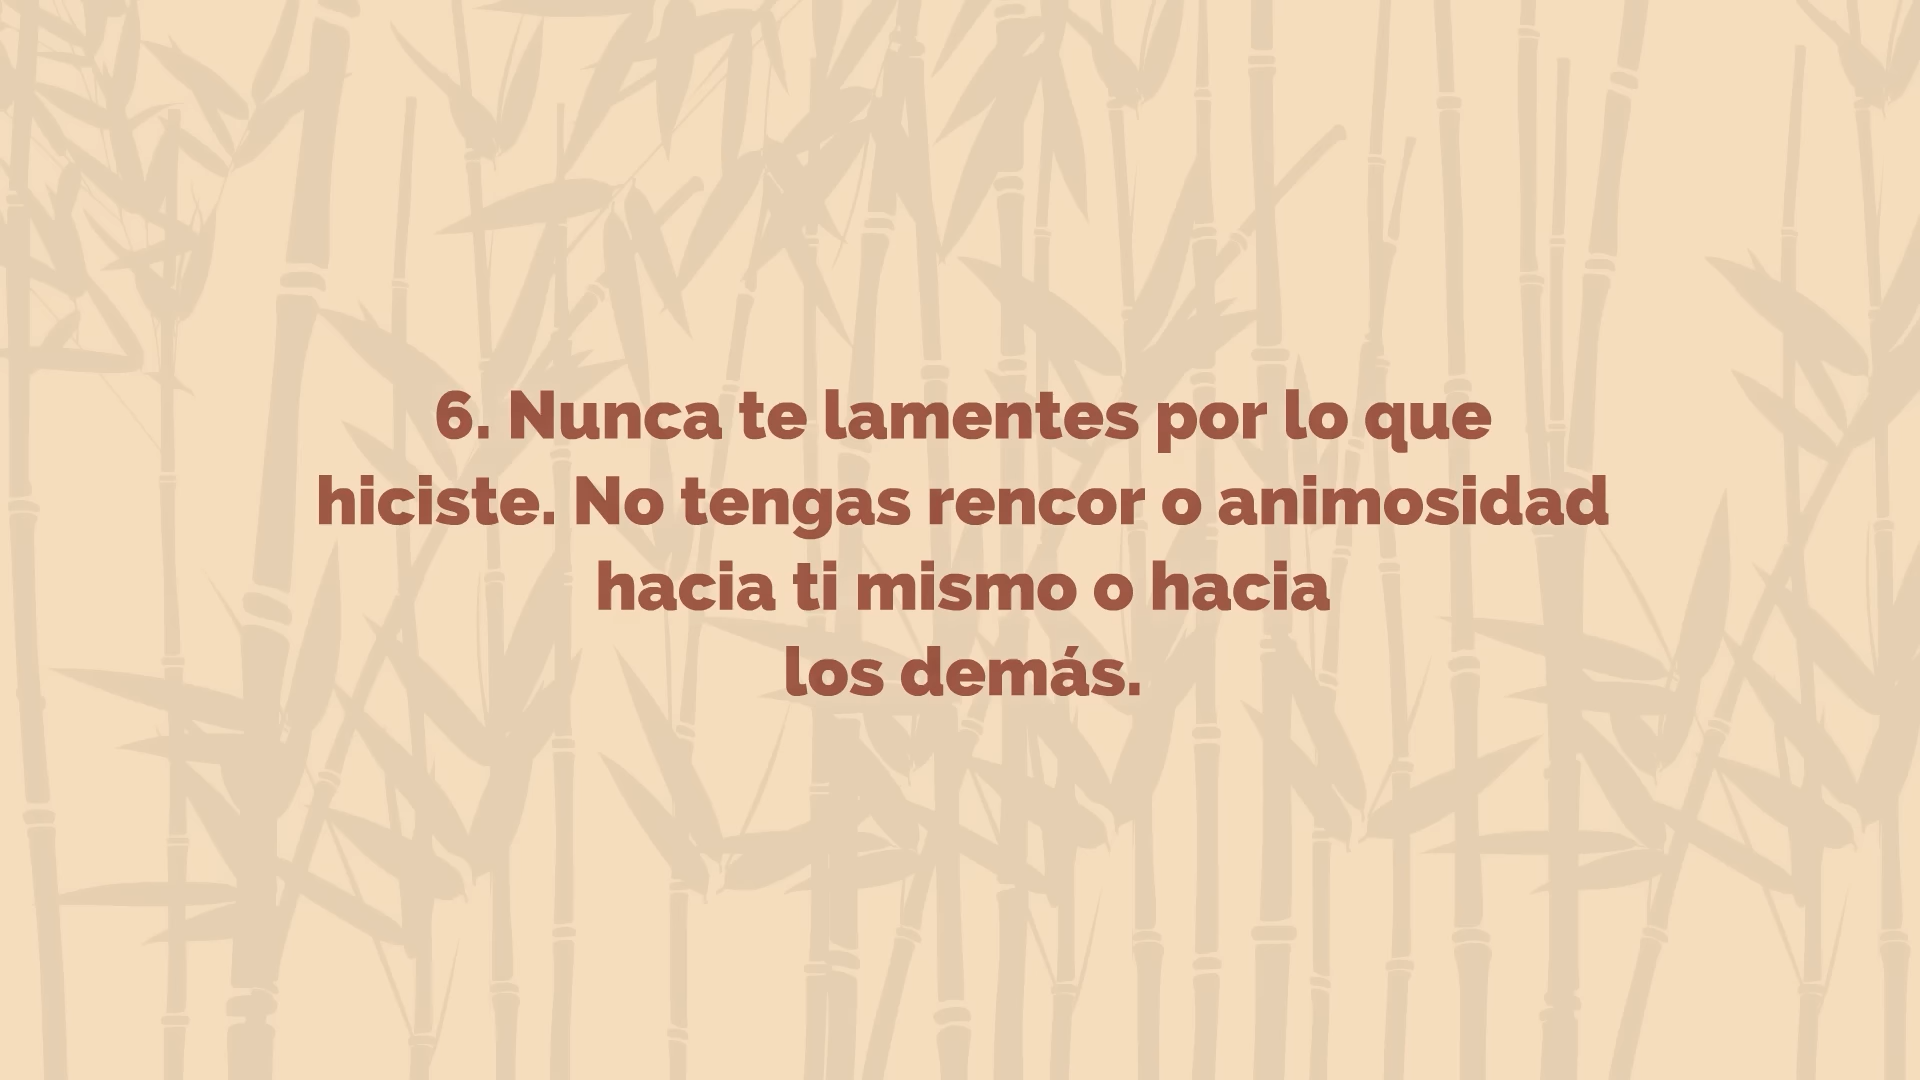 6. Nunca te lamentes por lo que
hiciste. No tengas rencor o animosidad
hacia ti mismo o hacia
los demás.